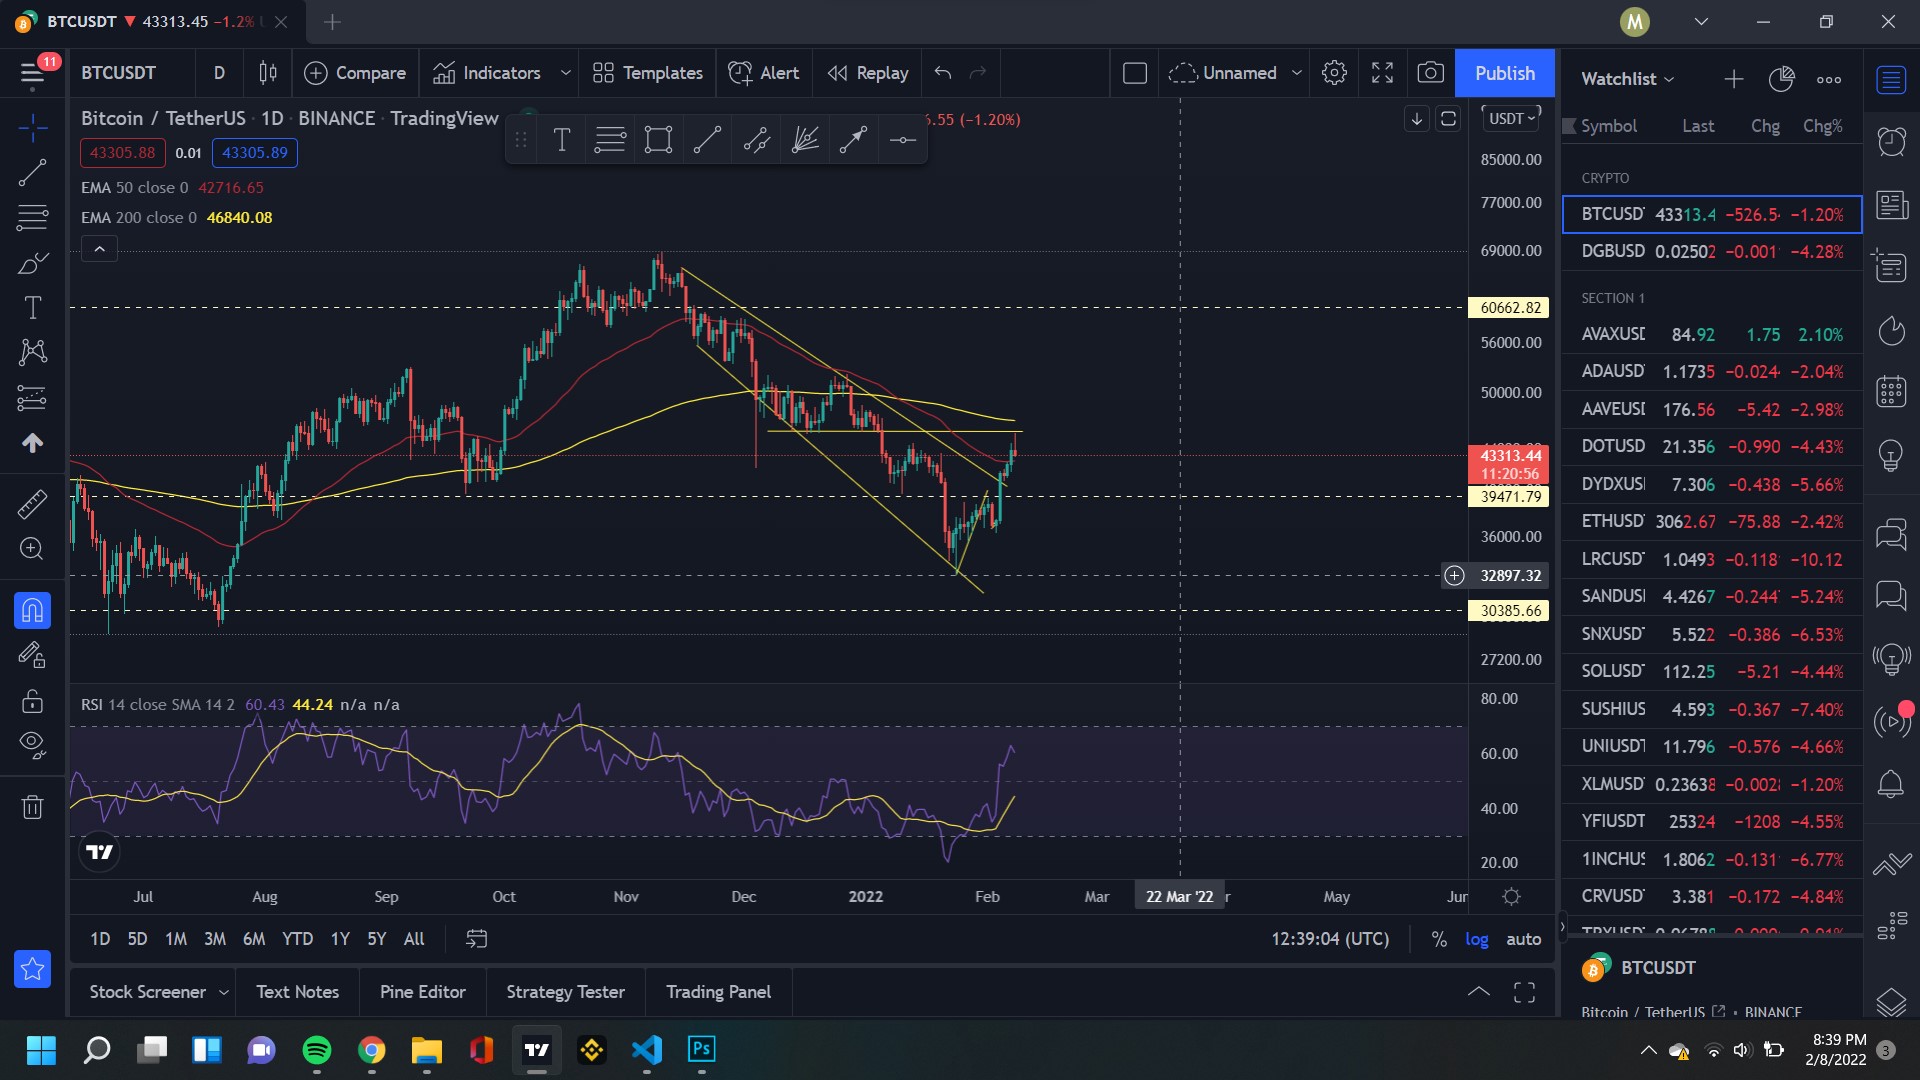 BTCUSDT ▼ 43313.45 −1.2%
M
11
BTCUSDT D Compare Indicators Templates Alert Replay Unnamed Publish
Watchlist
Bitcoin / TetherUS · 1D · BINANCE · TradingView 6.55 (−1.20%)
USDT
Symbol Last Chg Chg%
43305.88 0.01 43305.89
EMA 50 close 0 42716.65
EMA 200 close 0 46840.08
85000.00
77000.00
69000.00
60662.82
56000.00
50000.00
43313.44
11:20:56
39471.79
36000.00
32897.32
30385.66
27200.00
CRYPTO
BTCUSD 43313.4 −526.5 −1.20%
DGBUSD 0.02502 −0.001 −4.28%
SECTION 1
AVAXUSD 84.92 1.75 2.10%
ADAUSD 1.1735 −0.024 −2.04%
AAVEUSD 176.56 −5.42 −2.98%
DOTUSD 21.356 −0.990 −4.43%
DYDXUS 7.306 −0.438 −5.66%
ETHUSD 3062.67 −75.88 −2.42%
LRCUSD 1.0493 −0.118 −10.12
SANDUS 4.4267 −0.244 −5.24%
SNXUSD 5.522 −0.386 −6.53%
SOLUSD 112.25 −5.21 −4.44%
SUSHIUS 4.593 −0.367 −7.40%
UNIUSDT 11.796 −0.576 −4.66%
XLMUSD 0.23638 −0.002 −1.20%
YFIUSDT 25324 −1208 −4.55%
1INCHUS 1.8062 −0.131 −6.77%
CRVUSD 3.381 −0.172 −4.84%
RSI 14 close SMA 14 2 60.43 44.24 n/a n/a
80.00
60.00
40.00
20.00
Jul Aug Sep Oct Nov Dec 2022 Feb Mar 22 Mar '22 May Jun
1D 5D 1M 3M 6M YTD 1Y 5Y All 12:39:04 (UTC) % log auto
BTCUSDT
Bitcoin / TetherUS • BINANCE
Stock Screener Text Notes Pine Editor Strategy Tester Trading Panel
Ps
8:39 PM
2/8/2022
3